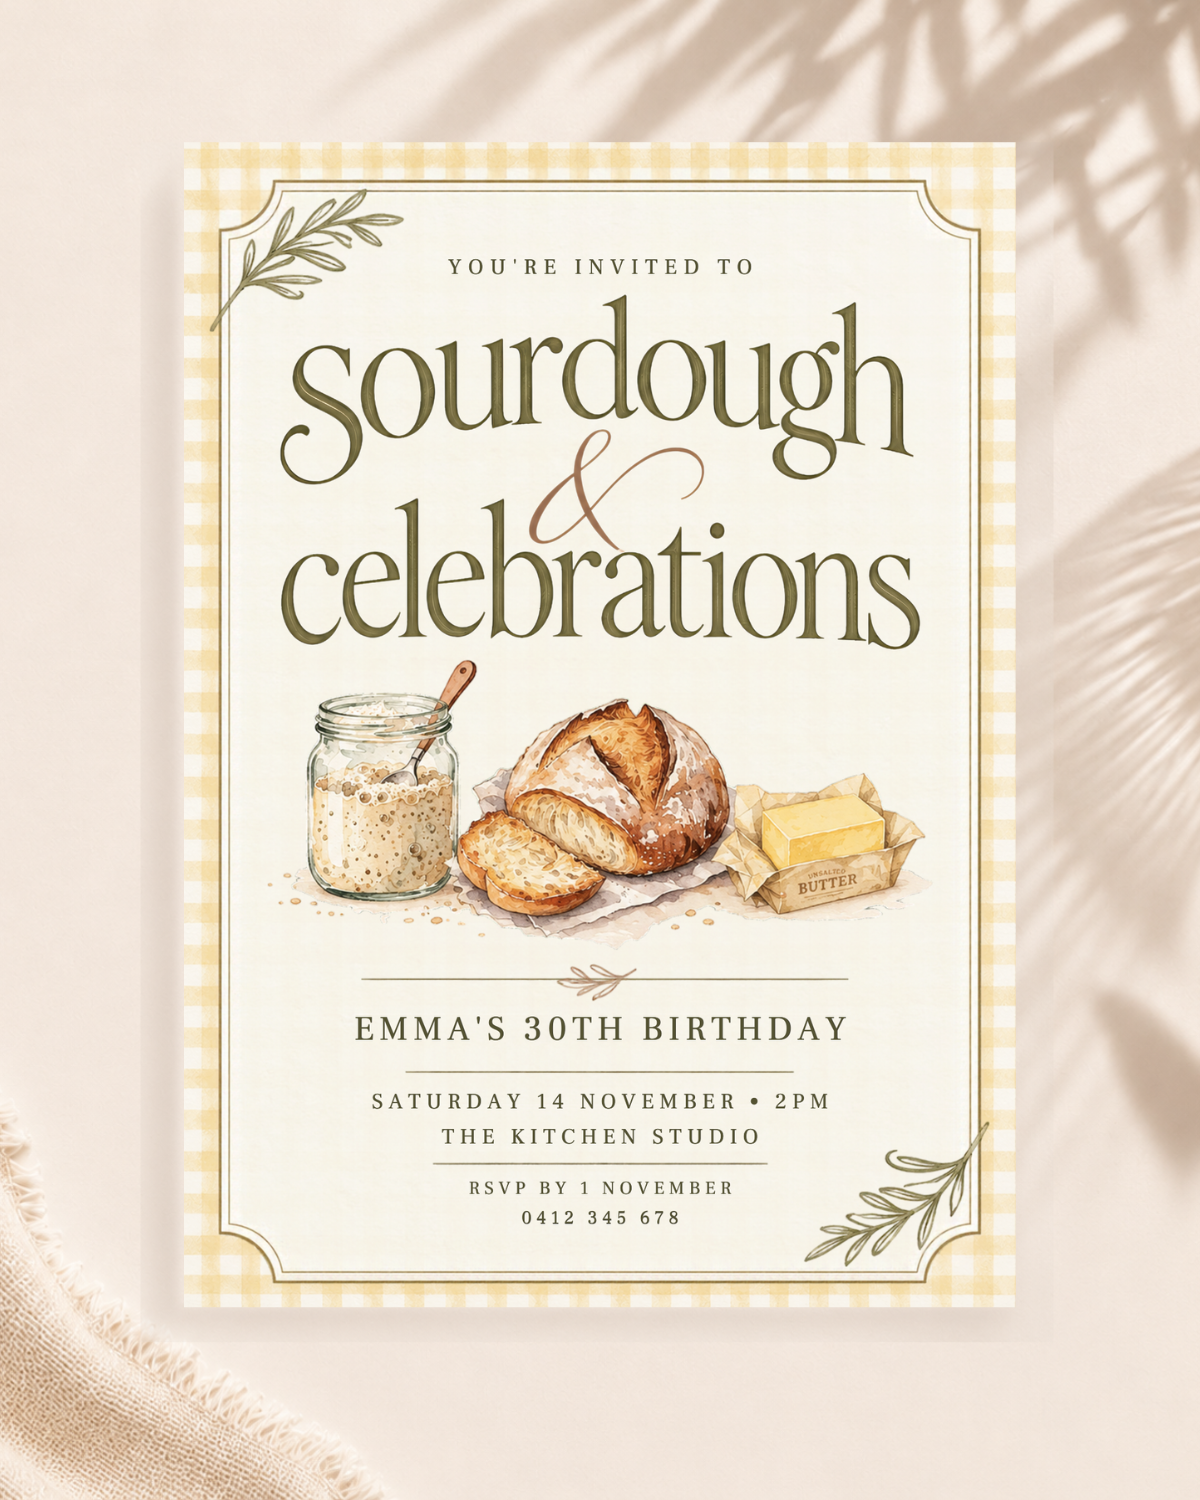 YOU'RE INVITED TO
sourdough
&
celebrations
UNSALTED
BUTTER
EMMA'S 30TH BIRTHDAY
SATURDAY 14 NOVEMBER • 2PM
THE KITCHEN STUDIO
RSVP BY 1 NOVEMBER
0412 345 678